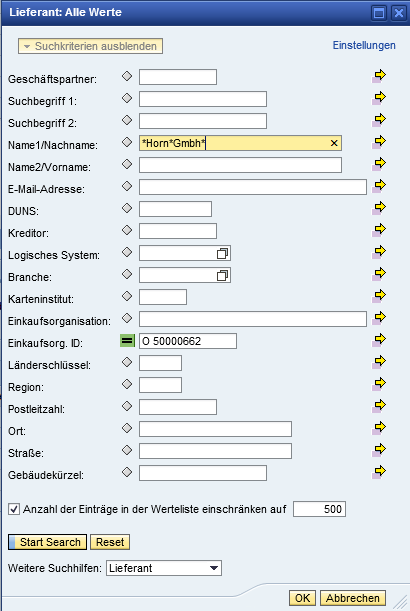 Lieferant: Alle Werte
Suchkriterien ausblenden
Einstellungen
Geschäftspartner:
Suchbegriff 1:
Suchbegriff 2:
Name1/Nachname: *Horn*Gmbh*
Name2/Vorname:
E-Mail-Adresse:
DUNS:
Kreditor:
Logisches System:
Branche:
Karteninstitut:
Einkaufsorganisation:
Einkaufsorg. ID: O 50000662
Länderschlüssel:
Region:
Postleitzahl:
Ort:
Straße:
Gebäudekürzel:
Anzahl der Einträge in der Werteliste einschränken auf 500
Start Search Reset
Weitere Suchhilfen: Lieferant
OK Abbrechen